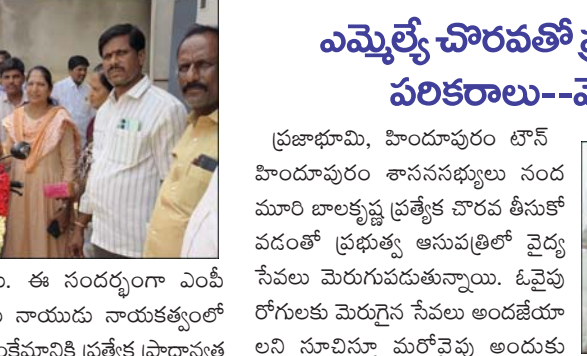 ఎమ్మెల్యే చొరవతో
పరికరాలు--
ప్రజాభూమి, హిందూపురం టౌన్
హిందూపురం శాసనసభ్యులు నంద
మూరి బాలకృష్ణ ప్రత్యేక చొరవ తీసుకో
వడంతో ప్రభుత్వ ఆసుపత్రిలో వైద్య
సేవలు మెరుగుపడుతున్నాయి. ఓవైపు
రోగులకు మెరుగైన సేవలు అందజేయా
లని సూచిస్తూ మరోవైపు అందుకు
ఈ సందర్భంగా ఎంపీ
నాయుడు నాయకత్వంలో
ప్రత్యేక ప్రాధాన్యత